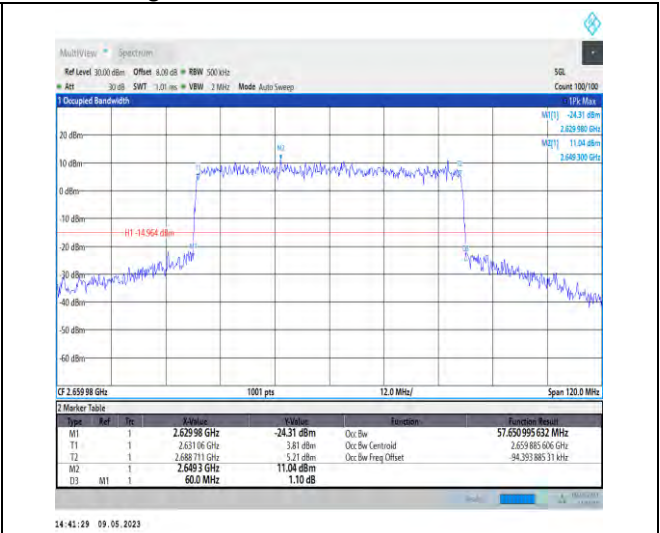 MultiView Spectrum
Ref Level 30.00 dBm Offset 8.09 dB RBW 500 kHz SGL
Att 30 dB SWT 1.01 ms VBW 2 MHz Mode Auto Sweep Count 100/100
1 Occupied Bandwidth 1Pk Max
M1[1] -24.31 dBm
2.629 980 GHz
M2[1] 11.04 dBm
2.649 300 GHz
M2
20 dBm
10 dBm
0 dBm
-10 dBm
H1 -14.964 dBm
-20 dBm
-30 dBm
-40 dBm
-50 dBm
-60 dBm
CF 2.659 98 GHz 1001 pts 12.0 MHz/ Span 120.0 MHz
2 Marker Table
Type Ref Trc X-Value Y-Value Function Function Result
M1 1 2.629 98 GHz -24.31 dBm Occ Bw 57.650 995 632 MHz
T1 1 2.631 06 GHz 3.81 dBm Occ Bw Centroid 2.659 885 606 GHz
T2 1 2.688 711 GHz 5.21 dBm Occ Bw Freq Offset -94.393 885 31 kHz
M2 1 2.649 3 GHz 11.04 dBm
D3 M1 1 60.0 MHz 1.10 dB
14:41:29 09.05.2023